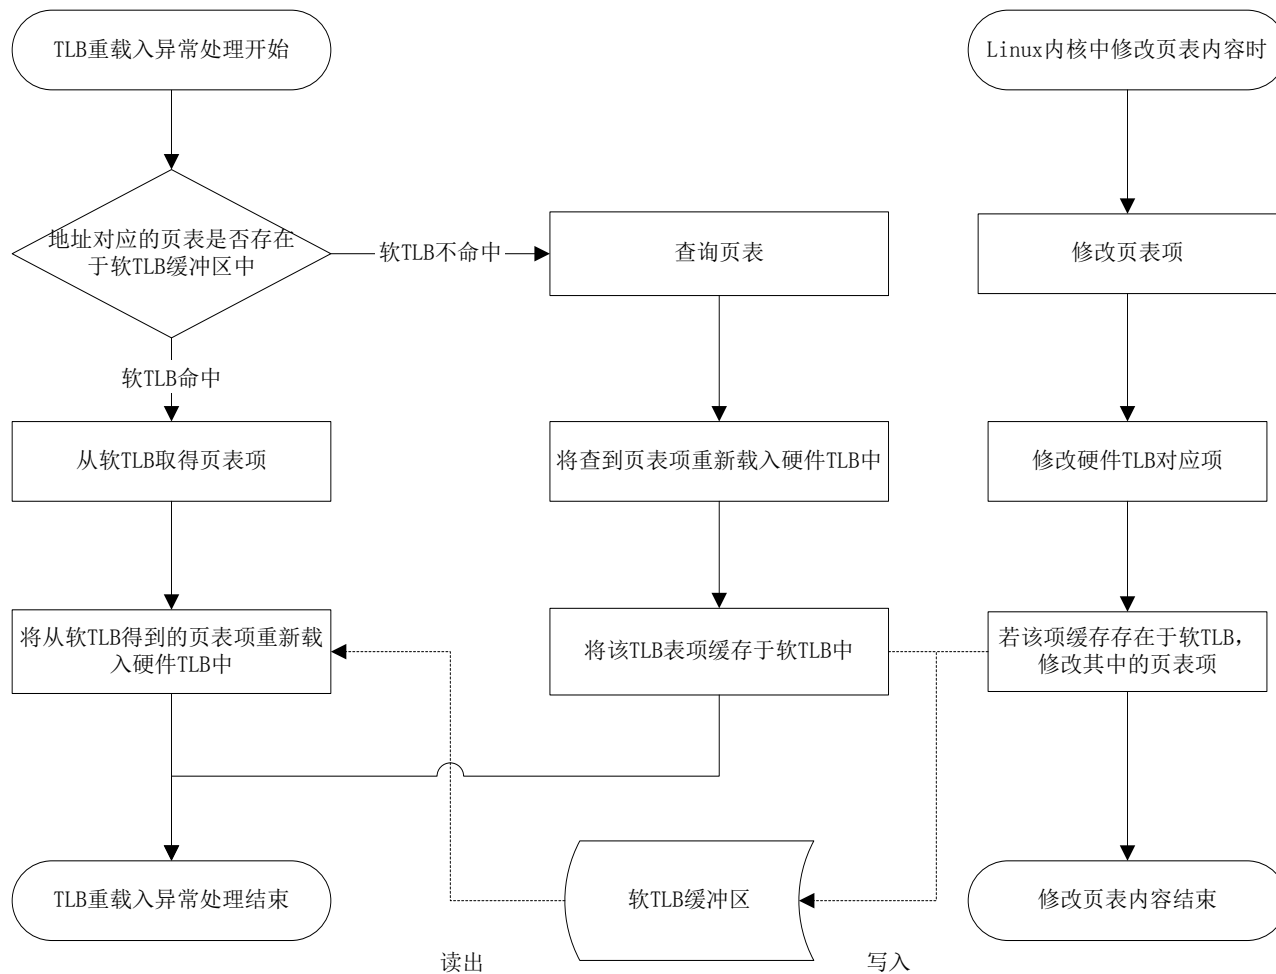 TLB重载入异常处理开始
Linux内核中修改页表内容时
地址对应的页表是否存在
于软TLB缓冲区中
软TLB不命中
查询页表
修改页表项
软TLB命中
从软TLB取得页表项
将查到页表项重新载入硬件TLB中
修改硬件TLB对应项
将从软TLB得到的页表项重新载
入硬件TLB中
将该TLB表项缓存于软TLB中
若该项缓存存在于软TLB,
修改其中的页表项
TLB重载入异常处理结束
软TLB缓冲区
修改页表内容结束
读出
写入